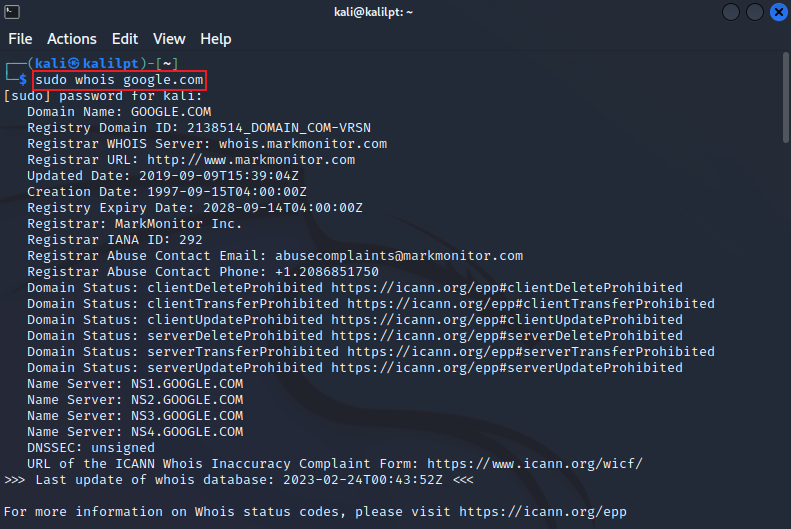 kali@kalilpt: ~
File Actions Edit View Help
┌──(kali㉿kalilpt)-[~]
└─$ sudo whois google.com
[sudo] password for kali:
   Domain Name: GOOGLE.COM
   Registry Domain ID: 2138514_DOMAIN_COM-VRSN
   Registrar WHOIS Server: whois.markmonitor.com
   Registrar URL: http://www.markmonitor.com
   Updated Date: 2019-09-09T15:39:04Z
   Creation Date: 1997-09-15T04:00:00Z
   Registry Expiry Date: 2028-09-14T04:00:00Z
   Registrar: MarkMonitor Inc.
   Registrar IANA ID: 292
   Registrar Abuse Contact Email: abusecomplaints@markmonitor.com
   Registrar Abuse Contact Phone: +1.2086851750
   Domain Status: clientDeleteProhibited https://icann.org/epp#clientDeleteProhibited
   Domain Status: clientTransferProhibited https://icann.org/epp#clientTransferProhibited
   Domain Status: clientUpdateProhibited https://icann.org/epp#clientUpdateProhibited
   Domain Status: serverDeleteProhibited https://icann.org/epp#serverDeleteProhibited
   Domain Status: serverTransferProhibited https://icann.org/epp#serverTransferProhibited
   Domain Status: serverUpdateProhibited https://icann.org/epp#serverUpdateProhibited
   Name Server: NS1.GOOGLE.COM
   Name Server: NS2.GOOGLE.COM
   Name Server: NS3.GOOGLE.COM
   Name Server: NS4.GOOGLE.COM
   DNSSEC: unsigned
   URL of the ICANN Whois Inaccuracy Complaint Form: https://www.icann.org/wicf/
>>> Last update of whois database: 2023-02-24T00:43:52Z <<<
For more information on Whois status codes, please visit https://icann.org/epp